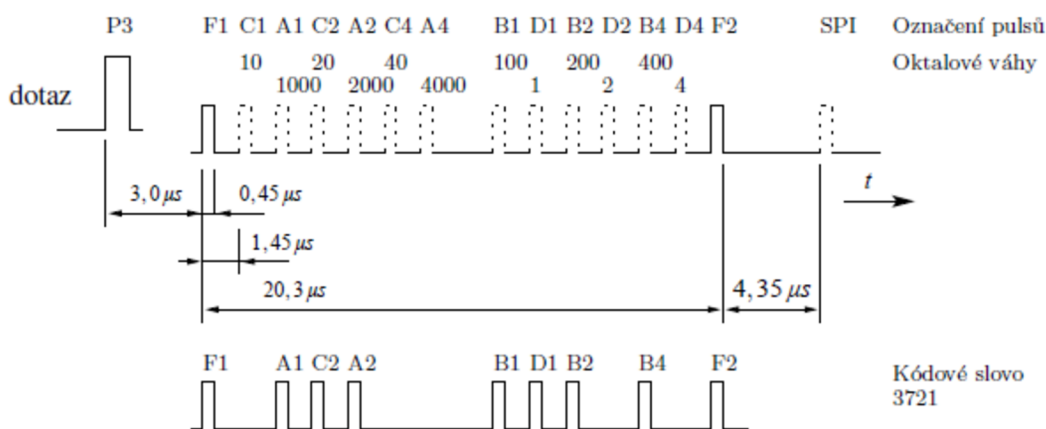 P3 F1 C1 A1 C2 A2 C4 A4 B1 D1 B2 D2 B4 D4 F2 SPI Označení pulsů
10 20 40 100 200 400 Oktalové váhy
1000 2000 4000 1 2 4
dotaz
3,0 µs 0,45 µs t
1,45 µs
20,3 µs 4,35 µs
F1 A1 C2 A2 B1 D1 B2 B4 F2 Kódové slovo
3721